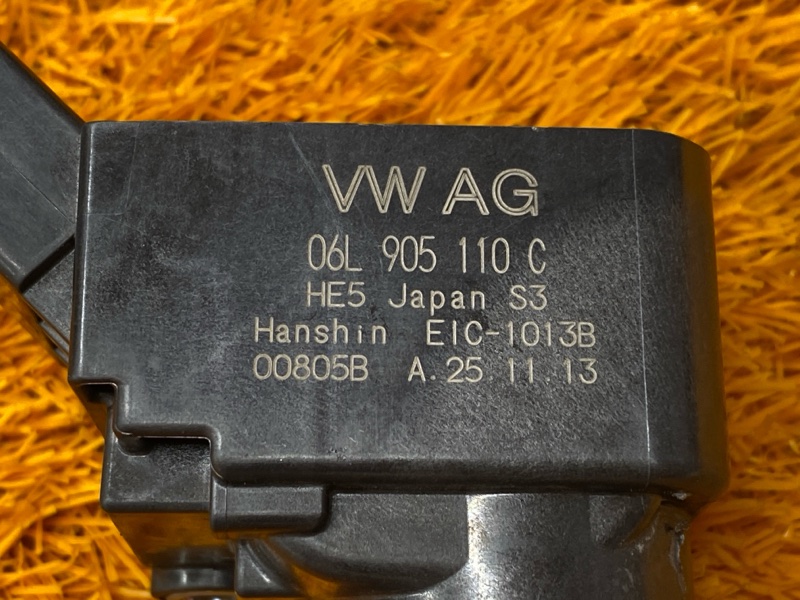 VW AG
06L 905 110 C
HE5 Japan S3
Hanshin EIC-1013B
00805B A.25.11.13